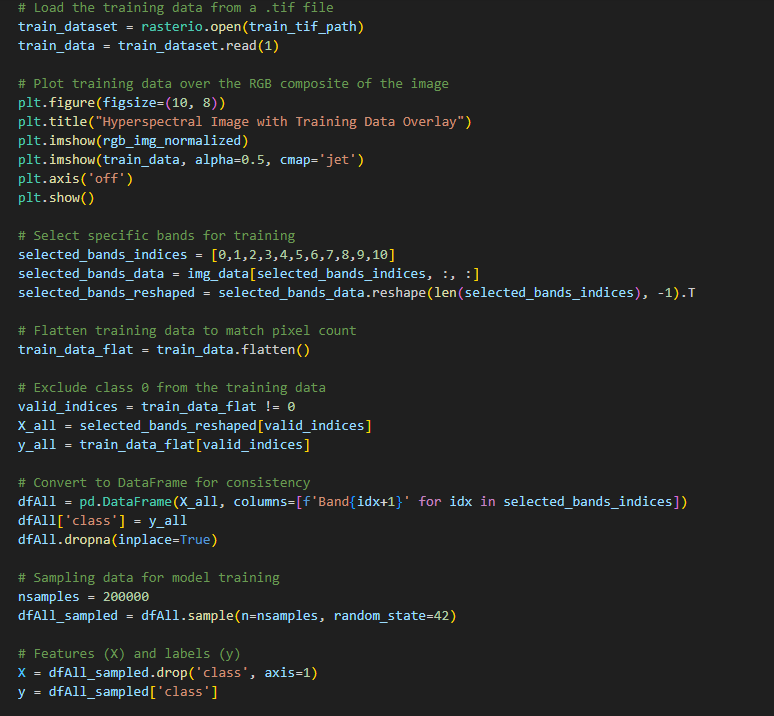 # Load the training data from a .tif file
train_dataset = rasterio.open(train_tif_path)
train_data = train_dataset.read(1)

# Plot training data over the RGB composite of the image
plt.figure(figsize=(10, 8))
plt.title("Hyperspectral Image with Training Data Overlay")
plt.imshow(rgb_img_normalized)
plt.imshow(train_data, alpha=0.5, cmap='jet')
plt.axis('off')
plt.show()

# Select specific bands for training
selected_bands_indices = [0,1,2,3,4,5,6,7,8,9,10]
selected_bands_data = img_data[selected_bands_indices, :, :]
selected_bands_reshaped = selected_bands_data.reshape(len(selected_bands_indices), -1).T

# Flatten training data to match pixel count
train_data_flat = train_data.flatten()

# Exclude class 0 from the training data
valid_indices = train_data_flat != 0
X_all = selected_bands_reshaped[valid_indices]
y_all = train_data_flat[valid_indices]

# Convert to DataFrame for consistency
dfAll = pd.DataFrame(X_all, columns=[f'Band{idx+1}' for idx in selected_bands_indices])
dfAll['class'] = y_all
dfAll.dropna(inplace=True)

# Sampling data for model training
nsamples = 200000
dfAll_sampled = dfAll.sample(n=nsamples, random_state=42)

# Features (X) and labels (y)
X = dfAll_sampled.drop('class', axis=1)
y = dfAll_sampled['class']